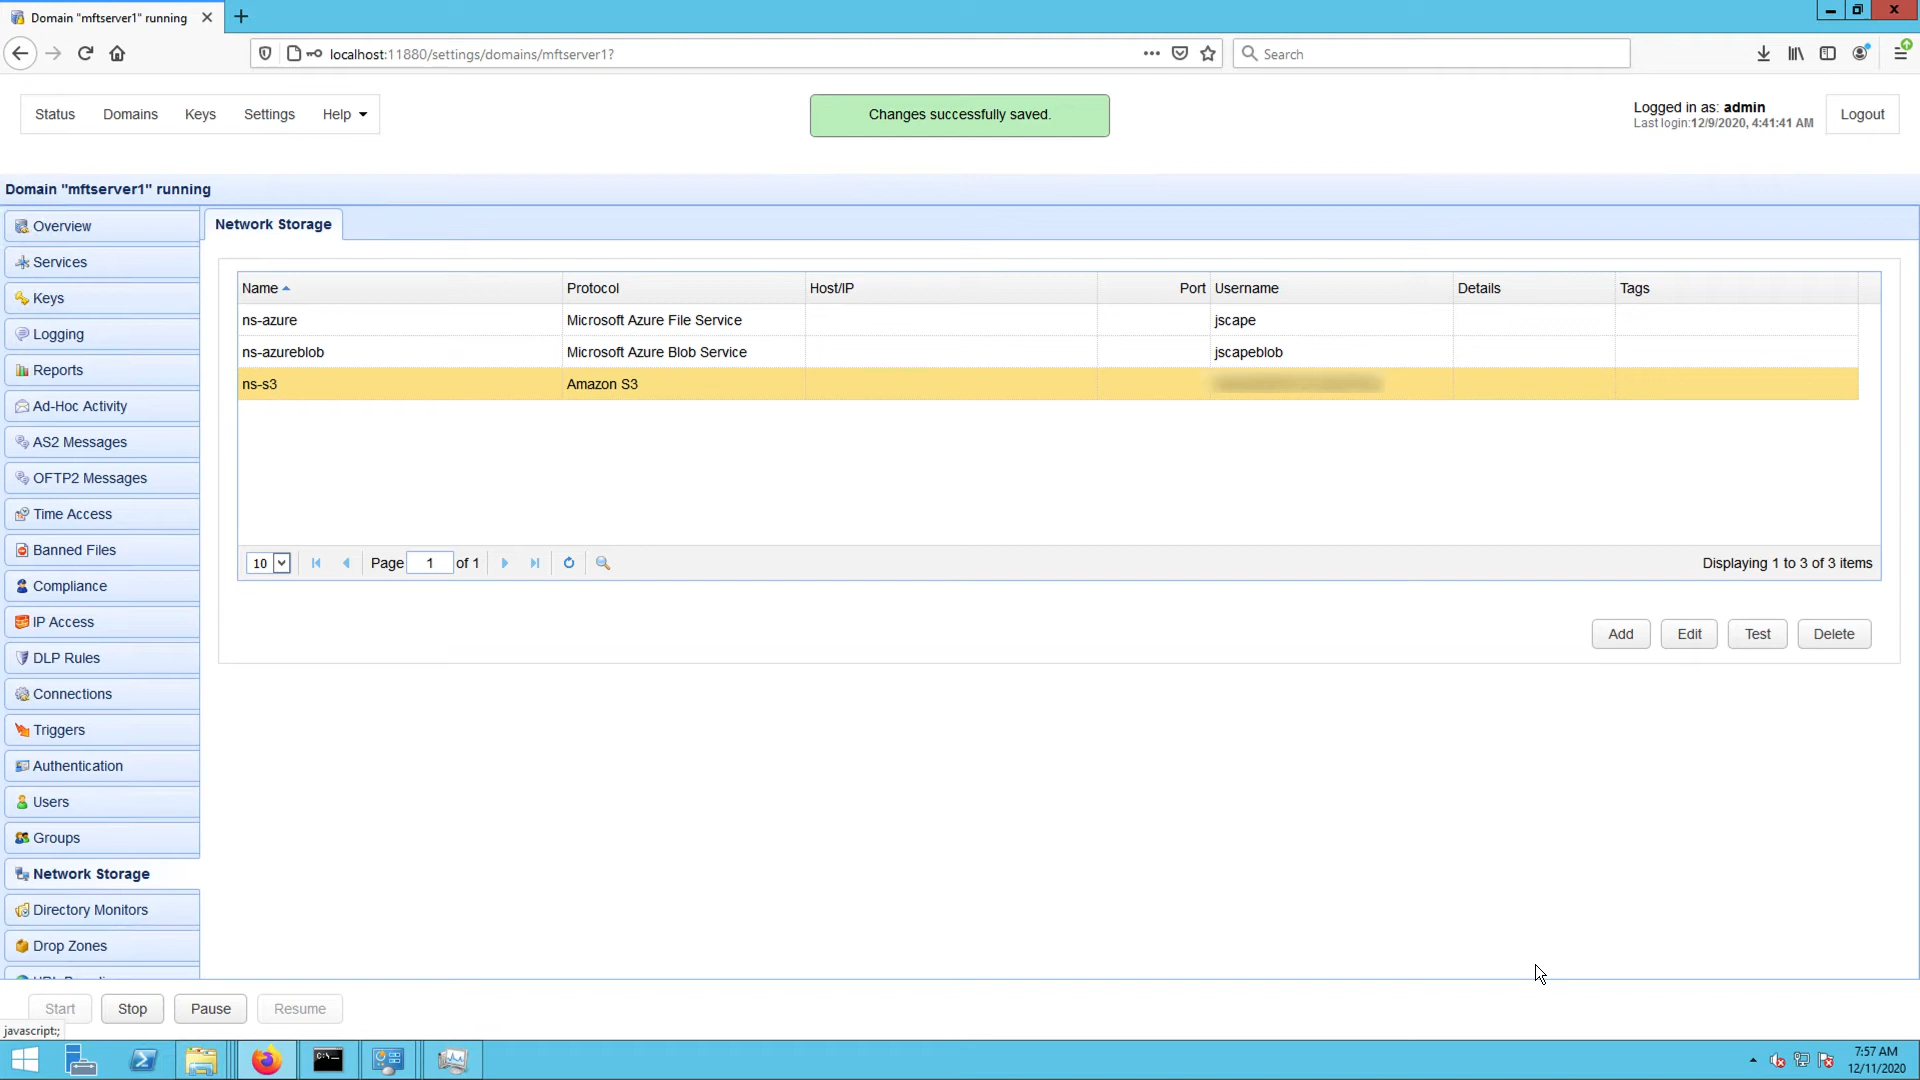 Domain "mftserver1" running
localhost:11880/settings/domains/mftserver1?
Search
Status
Domains
Keys
Settings
Help
Changes successfully saved.
Logged in as: admin
Last login:12/9/2020, 4:41:41 AM
Logout
Domain "mftserver1" running
Overview
Services
Keys
Logging
Reports
Ad-Hoc Activity
AS2 Messages
OFTP2 Messages
Time Access
Banned Files
Compliance
IP Access
DLP Rules
Connections
Triggers
Authentication
Users
Groups
Network Storage
Directory Monitors
Drop Zones
Network Storage
Name Protocol Host/IP Port Username Details Tags
ns-azure Microsoft Azure File Service jscape
ns-azureblob Microsoft Azure Blob Service jscapeblob
ns-s3 Amazon S3
10 Page 1 of 1 Displaying 1 to 3 of 3 items
Add Edit Test Delete
Start Stop Pause Resume
javascript:;
7:57 AM
12/11/2020